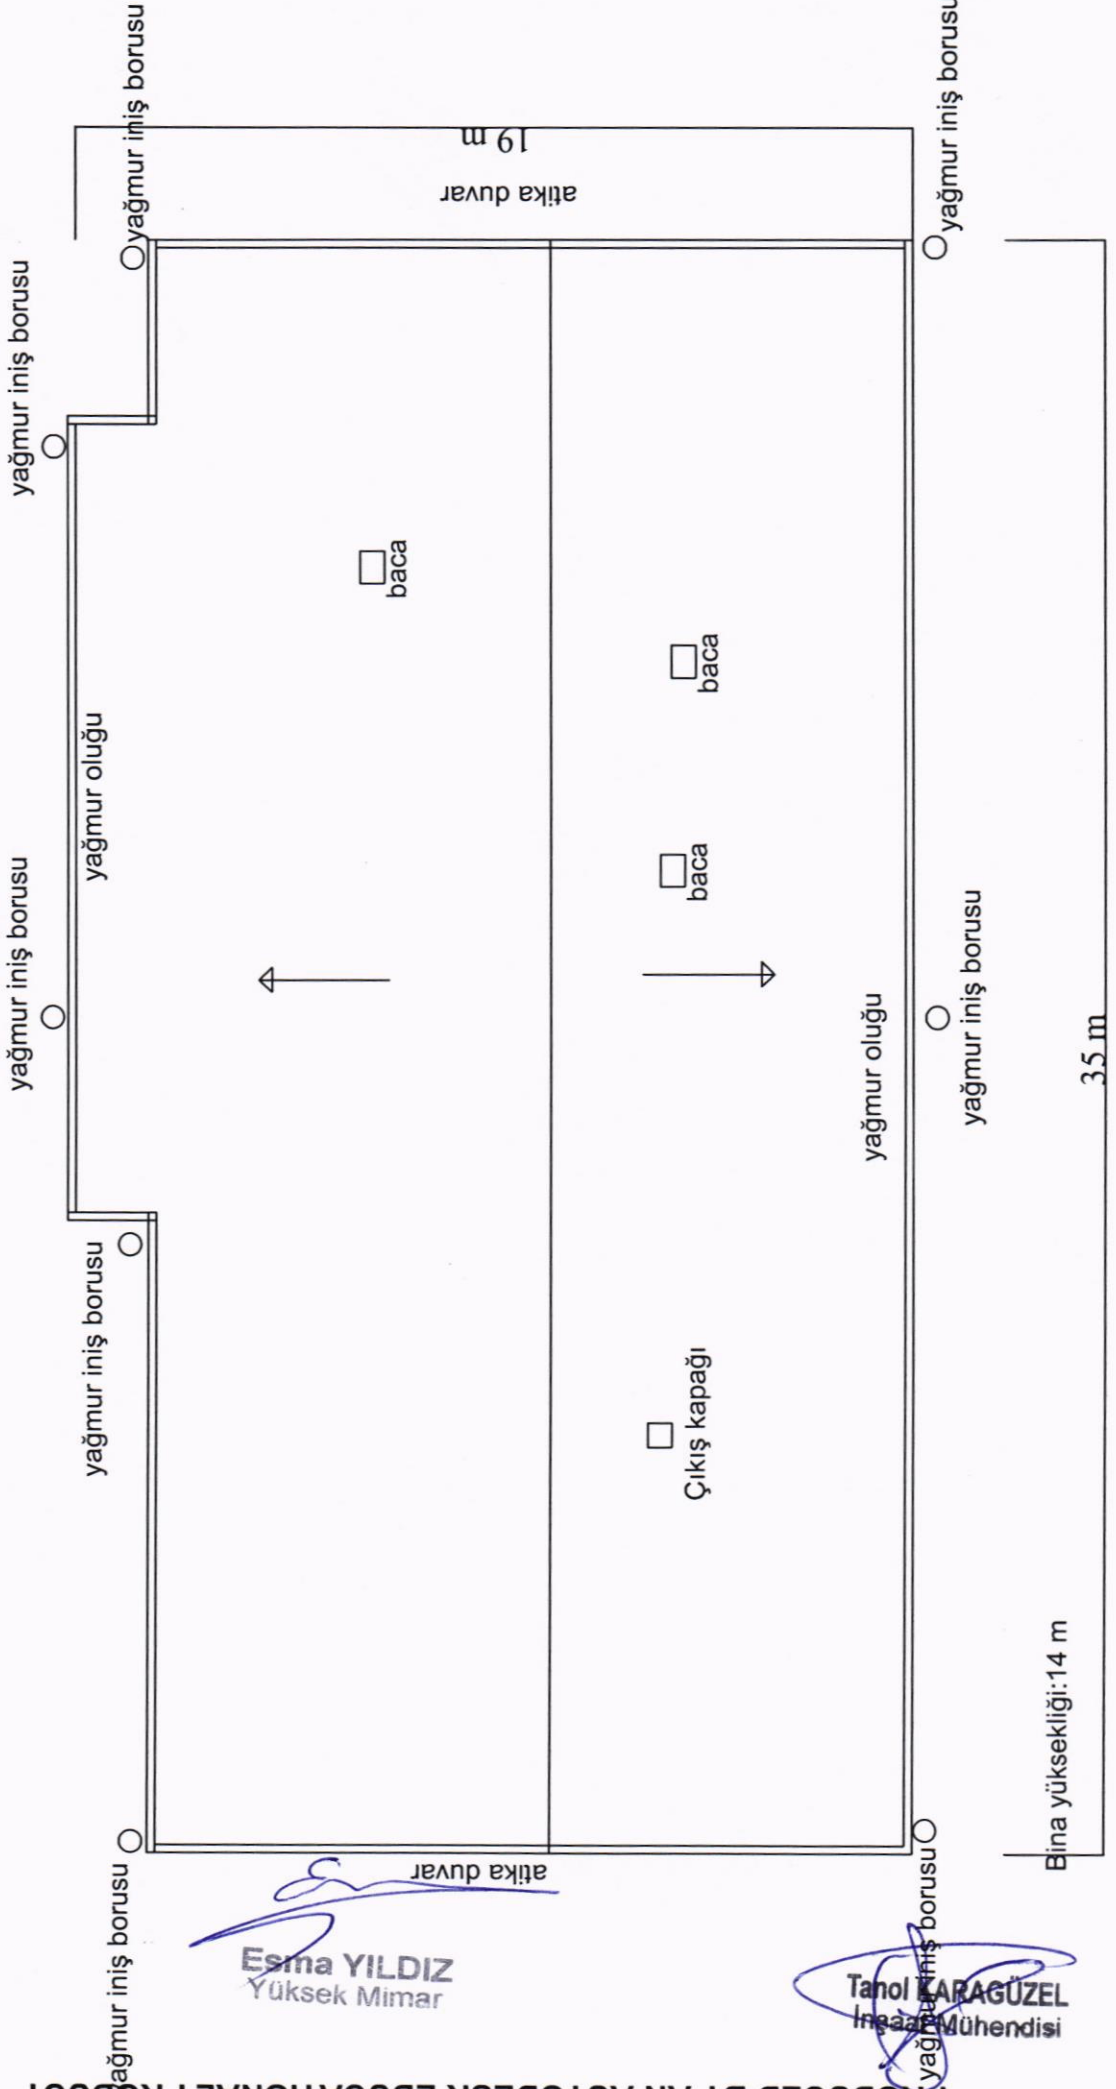 yağmur iniş borusu
yağmur iniş borusu
19 m
atika duvar
yağmur iniş borusu
baca
baca
yağmur oluğu
baca
yağmur iniş borusu
yağmur iniş borusu
yağmur oluğu
35 m
yağmur iniş borusu
Çıkış kapağı
Bina yüksekliği:14 m
atika duvar
yağmur iniş borusu
yağmur iniş borusu
Esma YILDIZ
Yüksek Mimar
Tanol KARAGÜZEL
İnşaat Mühendisi